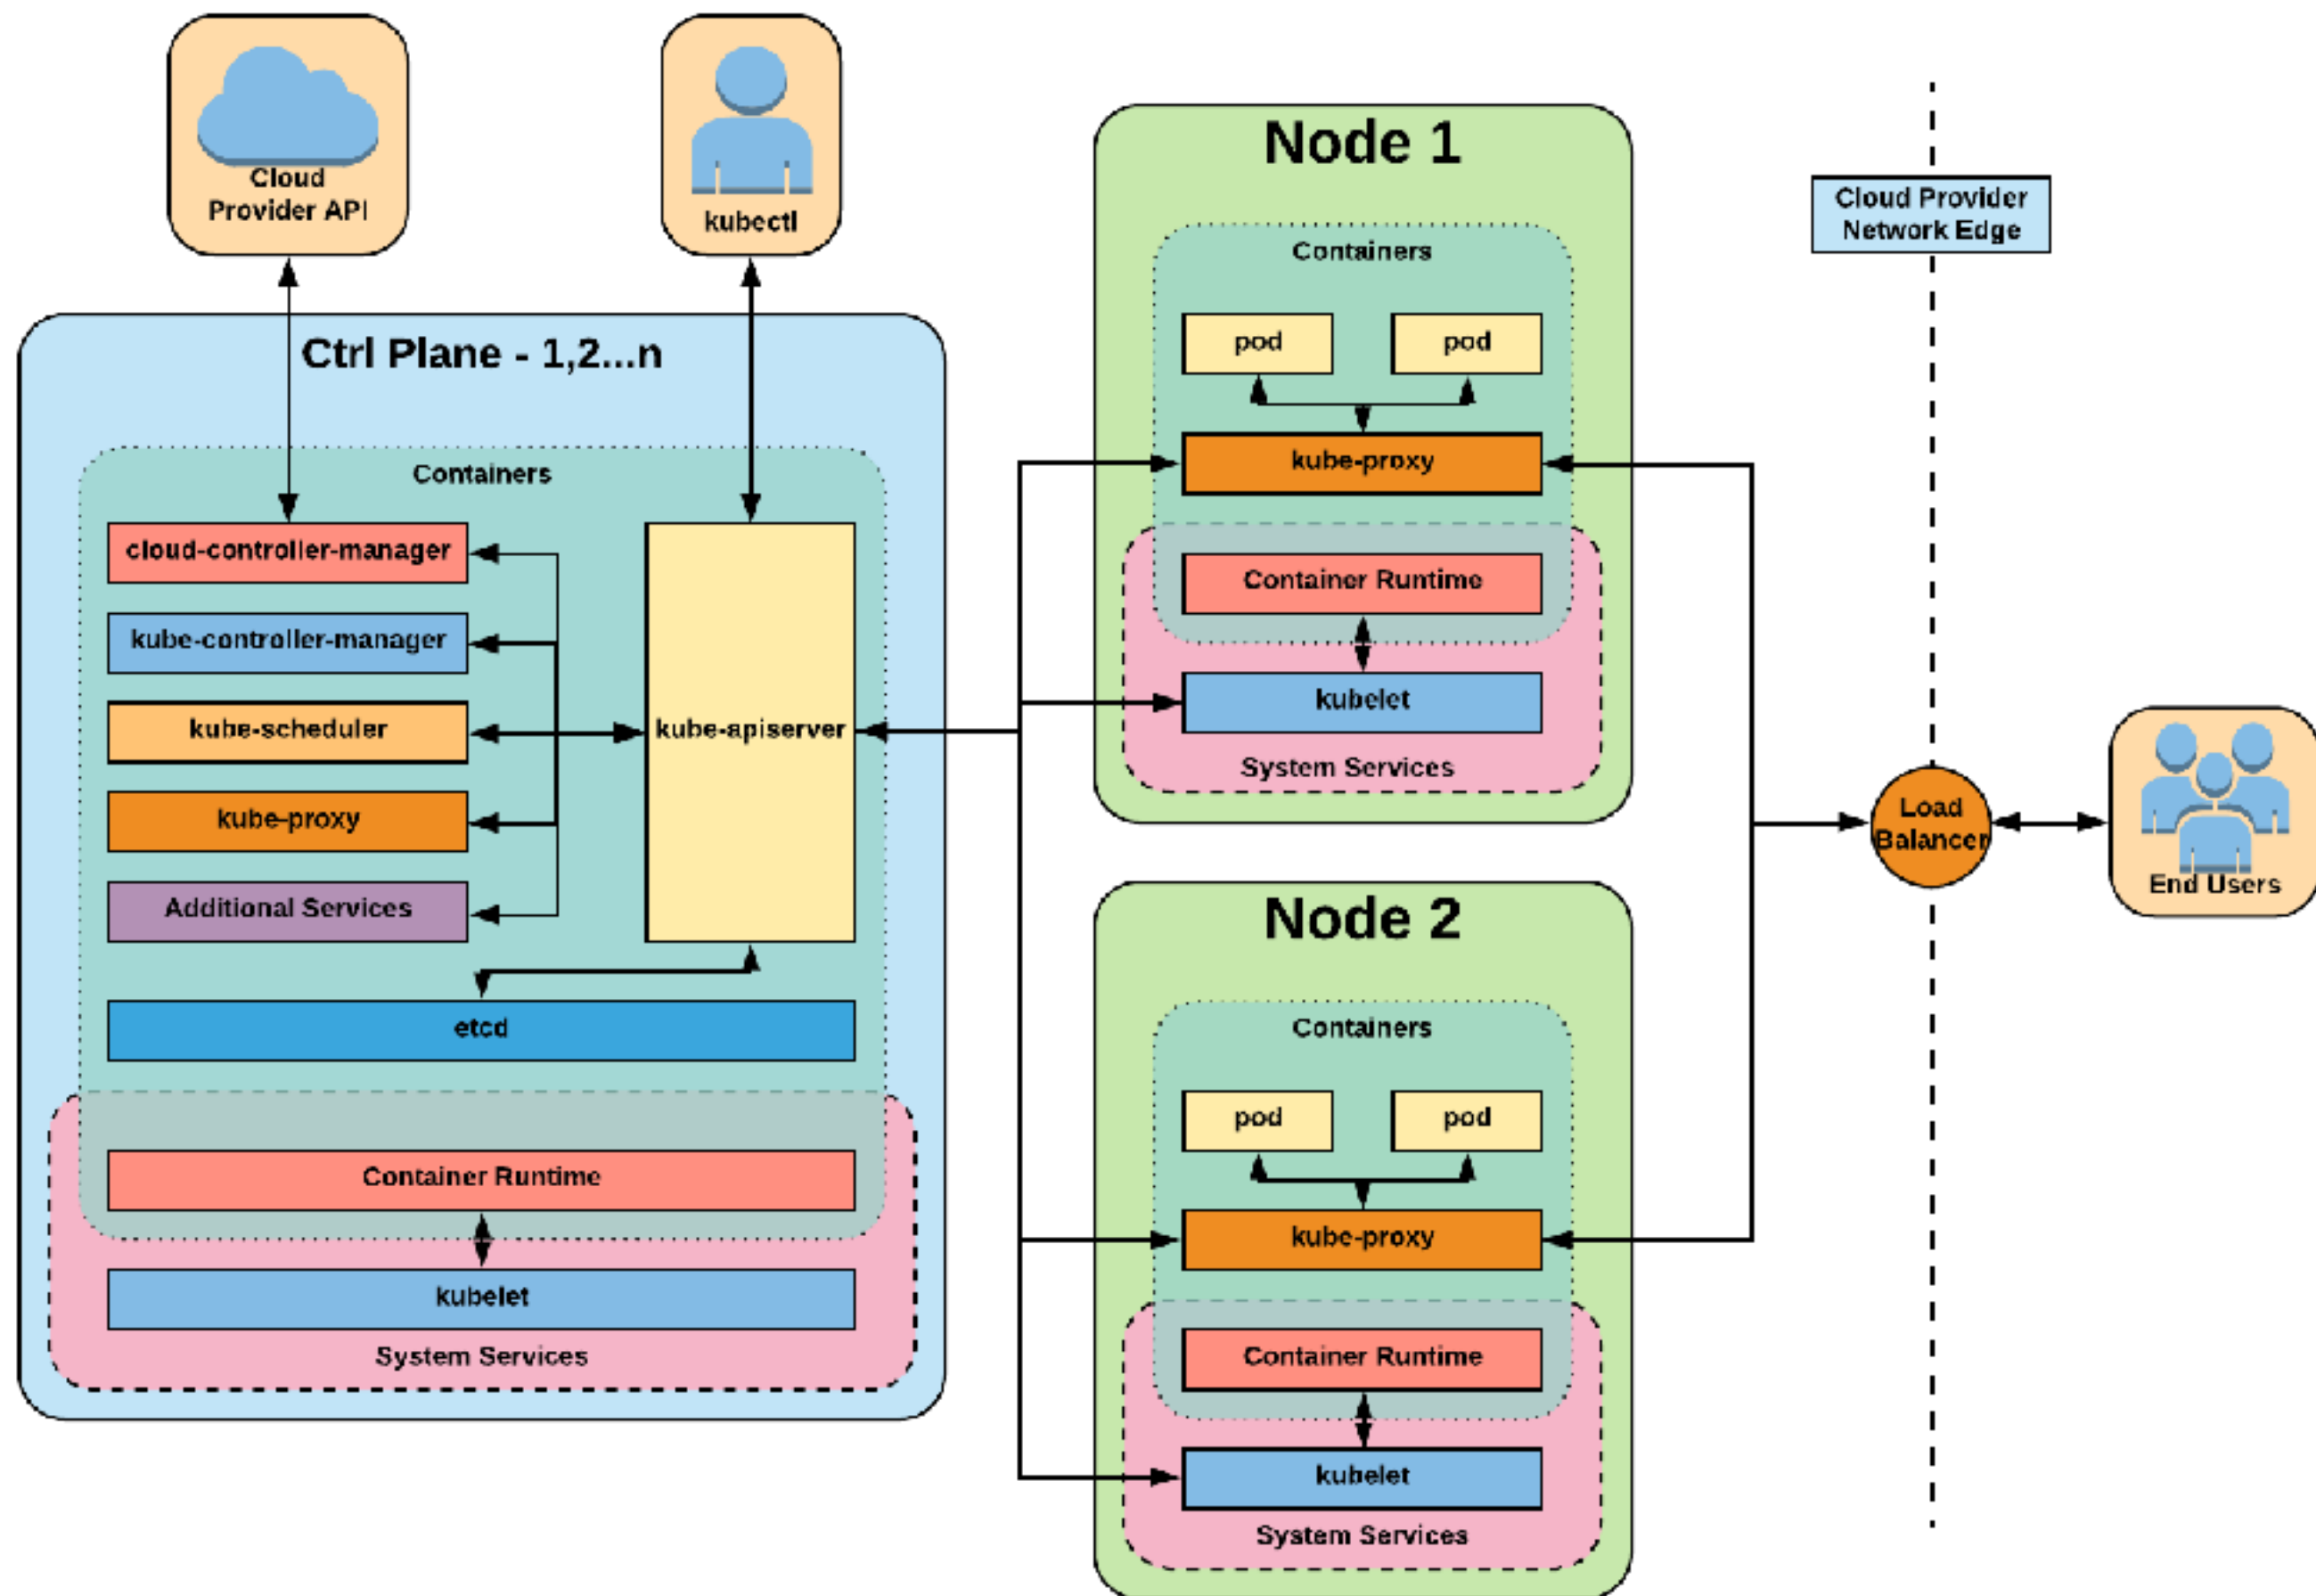 Cloud
Provider API
kubectl
Ctrl Plane - 1,2...n
Containers
cloud-controller-manager
kube-controller-manager
kube-scheduler
kube-proxy
Additional Services
kube-apiserver
etcd
Container Runtime
kubelet
System Services
Node 1
Containers
pod
pod
kube-proxy
Container Runtime
kubelet
System Services
Node 2
Containers
pod
pod
kube-proxy
Container Runtime
kubelet
System Services
Cloud Provider
Network Edge
Load
Balancer
End Users